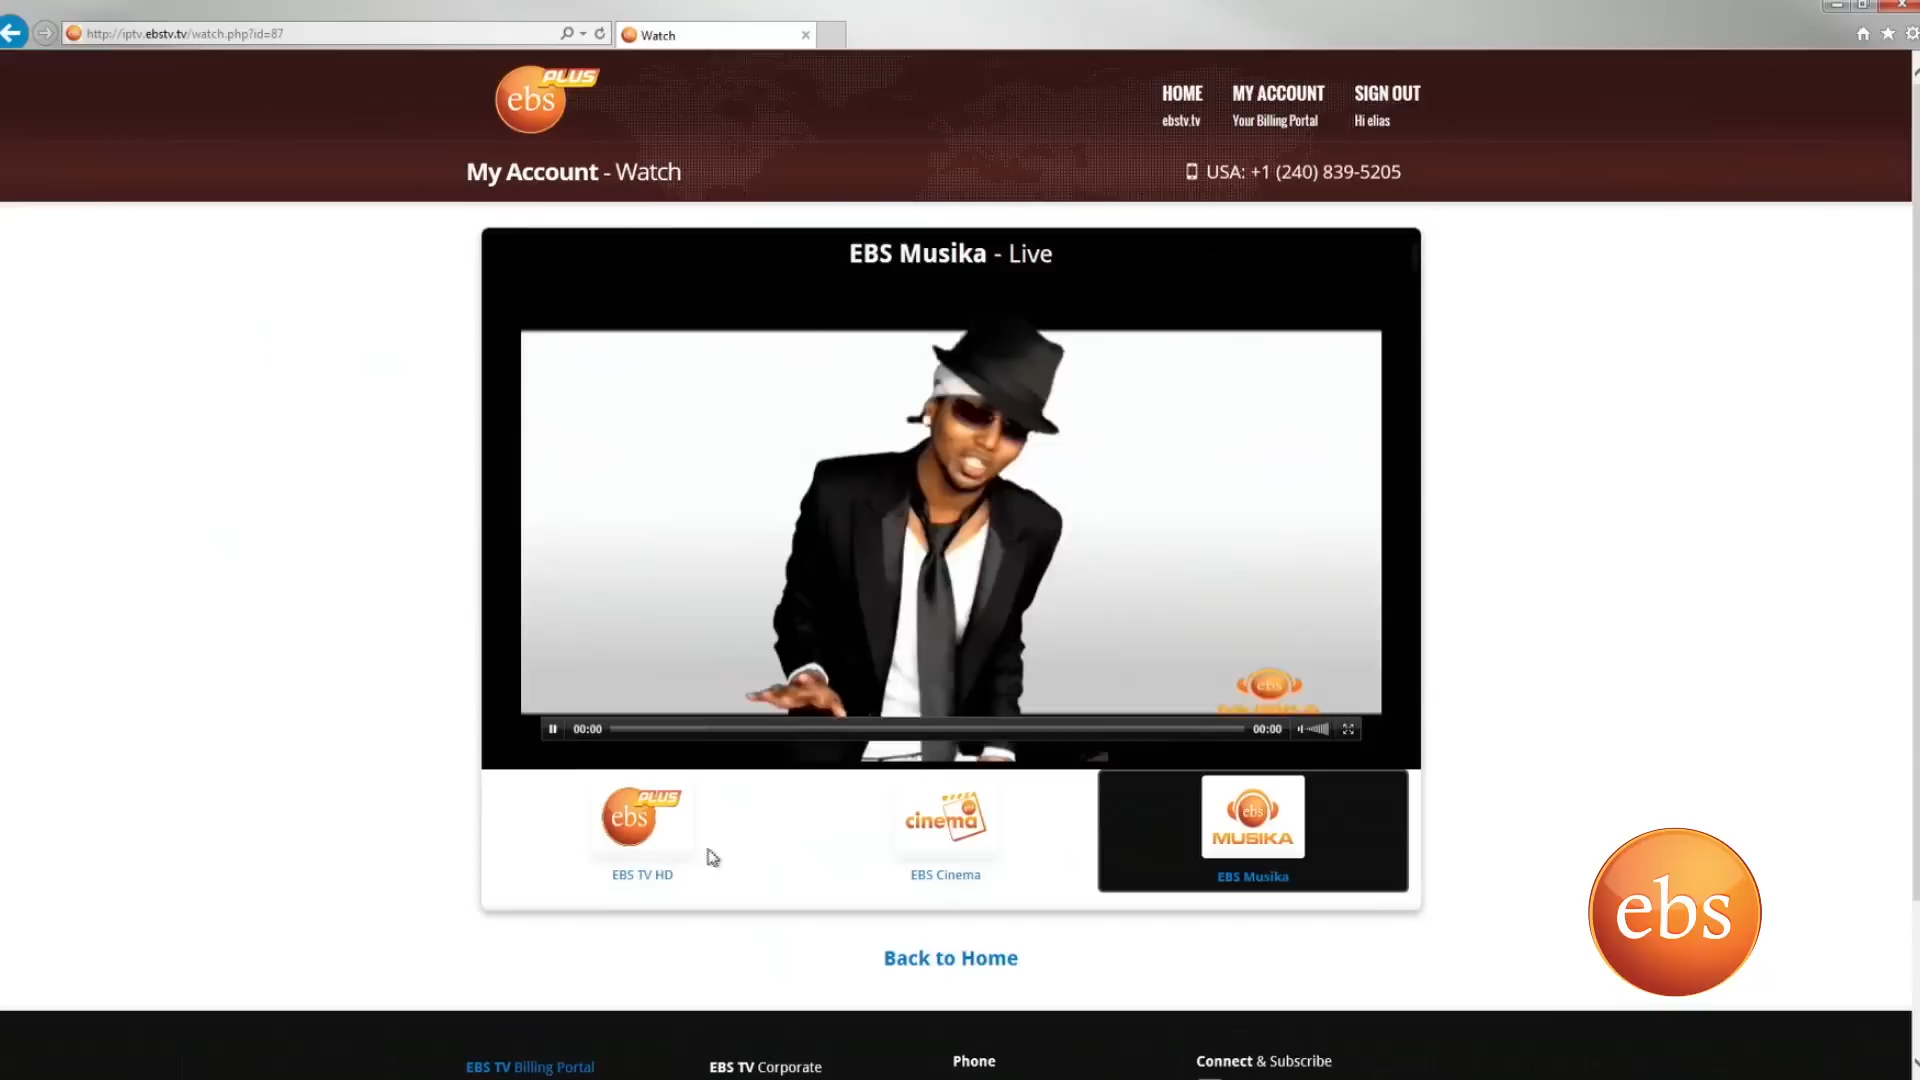 http://iptv.ebstv.tv/watch.php?id=87
Watch
ebs PLUS
HOME
ebstv.tv
MY ACCOUNT
Your Billing Portal
SIGN OUT
Hi elias
My Account - Watch
USA: +1 (240) 839-5205
EBS Musika - Live
ebs
00:00
00:00
ebs PLUS
EBS TV HD
cinema
EBS Cinema
ebs
MUSIKA
EBS Musika
ebs
Back to Home
EBS TV Billing Portal
EBS TV Corporate
Phone
Connect & Subscribe